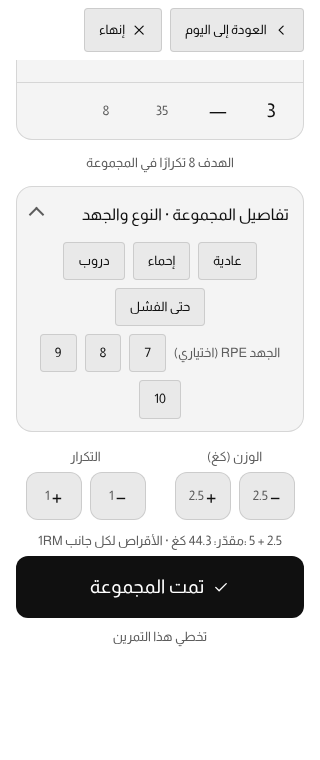 العودة إلى اليوم
إنهاء
3 — 35 8
الهدف 8 تكرارًا في المجموعة
تفاصيل المجموعة · النوع والجهد
عادية إحماء دروب
حتى الفشل
الجهد RPE (اختياري) 7 8 9
10
الوزن (كغ) التكرار
−2.5 +2.5 −1 +1
1RM مقدّر: 44.3 كغ · الأقراص لكل جانب: 5 + 2.5
تمت المجموعة
تخطي هذا التمرين